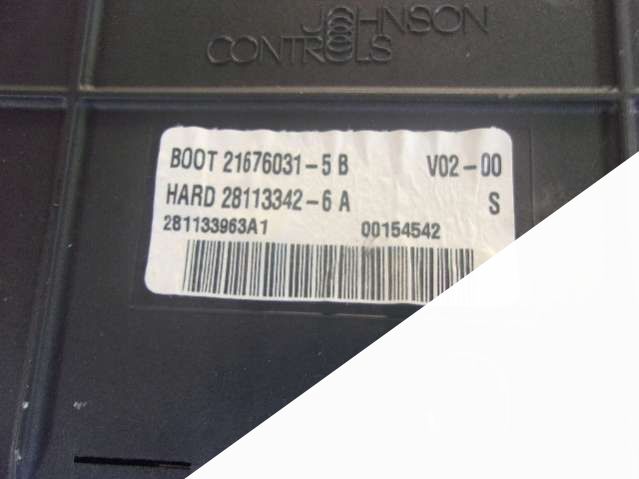 JOHNSON
CONTROLS
BOOT 21676031-5 B V02-00
HARD 28113342-6 A S
281133963A1 00154542